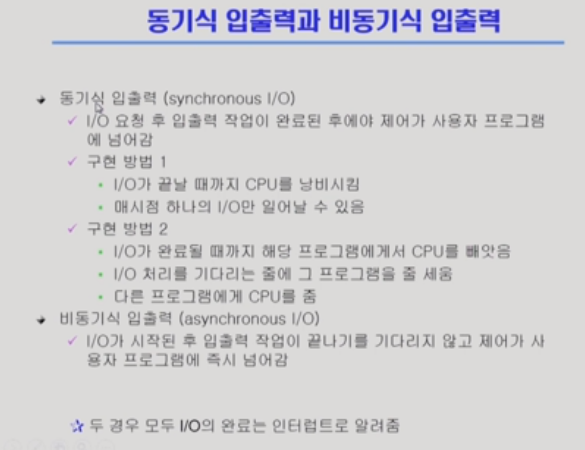 동기식 입출력과 비동기식 입출력
동기식 입출력 (synchronous I/O)
I/O 요청 후 입출력 작업이 완료된 후에야 제어가 사용자 프로그램
에 넘어감
구현 방법 1
I/O가 끝날 때까지 CPU를 낭비시킴
매시점 하나의 I/O만 일어날 수 있음
구현 방법 2
I/O가 완료될 때까지 해당 프로그램에게서 CPU를 빼앗음
I/O 처리를 기다리는 줄에 그 프로그램을 줄 세움
다른 프로그램에게 CPU를 줌
비동기식 입출력 (asynchronous I/O)
I/O가 시작된 후 입출력 작업이 끝나기를 기다리지 않고 제어가 사
용자 프로그램에 즉시 넘어감
두 경우 모두 I/O의 완료는 인터럽트로 알려줌